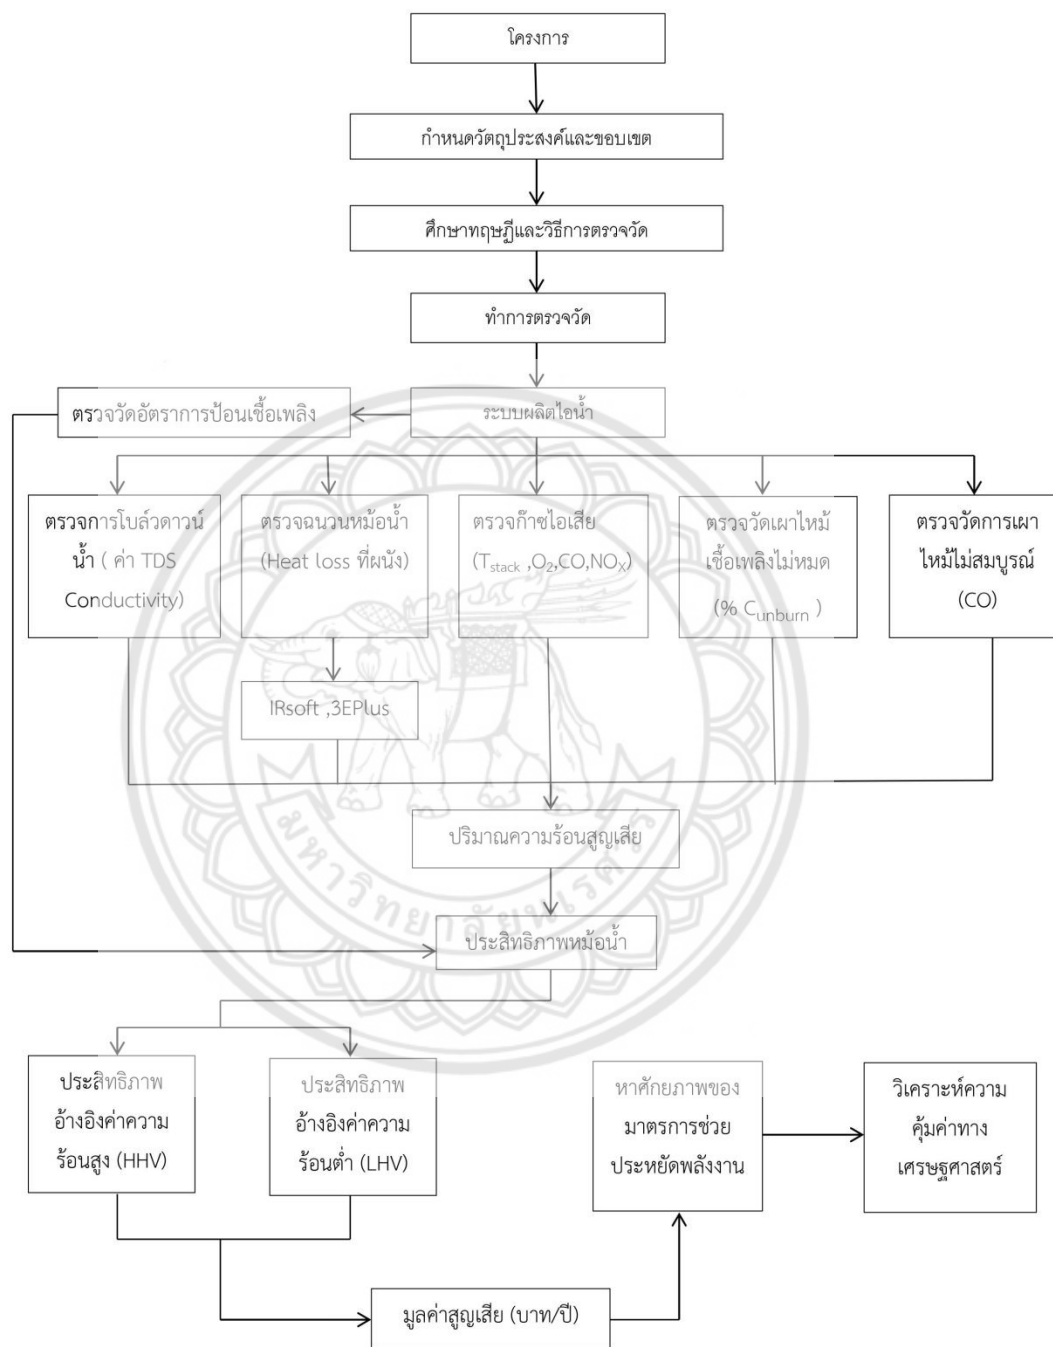 โครงการ
กำหนดวัตถุประสงค์และขอบเขต
ศึกษาทฤษฎีและวิธีการตรวจวัด
ทำการตรวจวัด
ตรวจวัดอัตราการป้อนเชื้อเพลิง
ระบบผลิตไอน้ำ
ตรวจการโบล์วดาวน์
น้ำ ( ค่า TDS
Conductivity)
ตรวจฉนวนหม้อน้ำ
(Heat loss ที่ผนัง)
ตรวจก๊าซไอเสีย
(Tstack ,O2,CO,NOX)
ตรวจวัดเผาไหม้
เชื้อเพลิงไม่หมด
(% Cunburn )
ตรวจวัดการเผา
ไหม้ไม่สมบูรณ์
(CO)
IRsoft ,3EPlus
ปริมาณความร้อนสูญเสีย
มหาวิทยาลัยนเรศวร
ประสิทธิภาพหม้อน้ำ
ประสิทธิภาพ
อ้างอิงค่าความ
ร้อนสูง (HHV)
ประสิทธิภาพ
อ้างอิงค่าความ
ร้อนต่ำ (LHV)
หาศักยภาพของ
มาตรการช่วย
ประหยัดพลังงาน
วิเคราะห์ความ
คุ้มค่าทาง
เศรษฐศาสตร์
มูลค่าสูญเสีย (บาท/ปี)